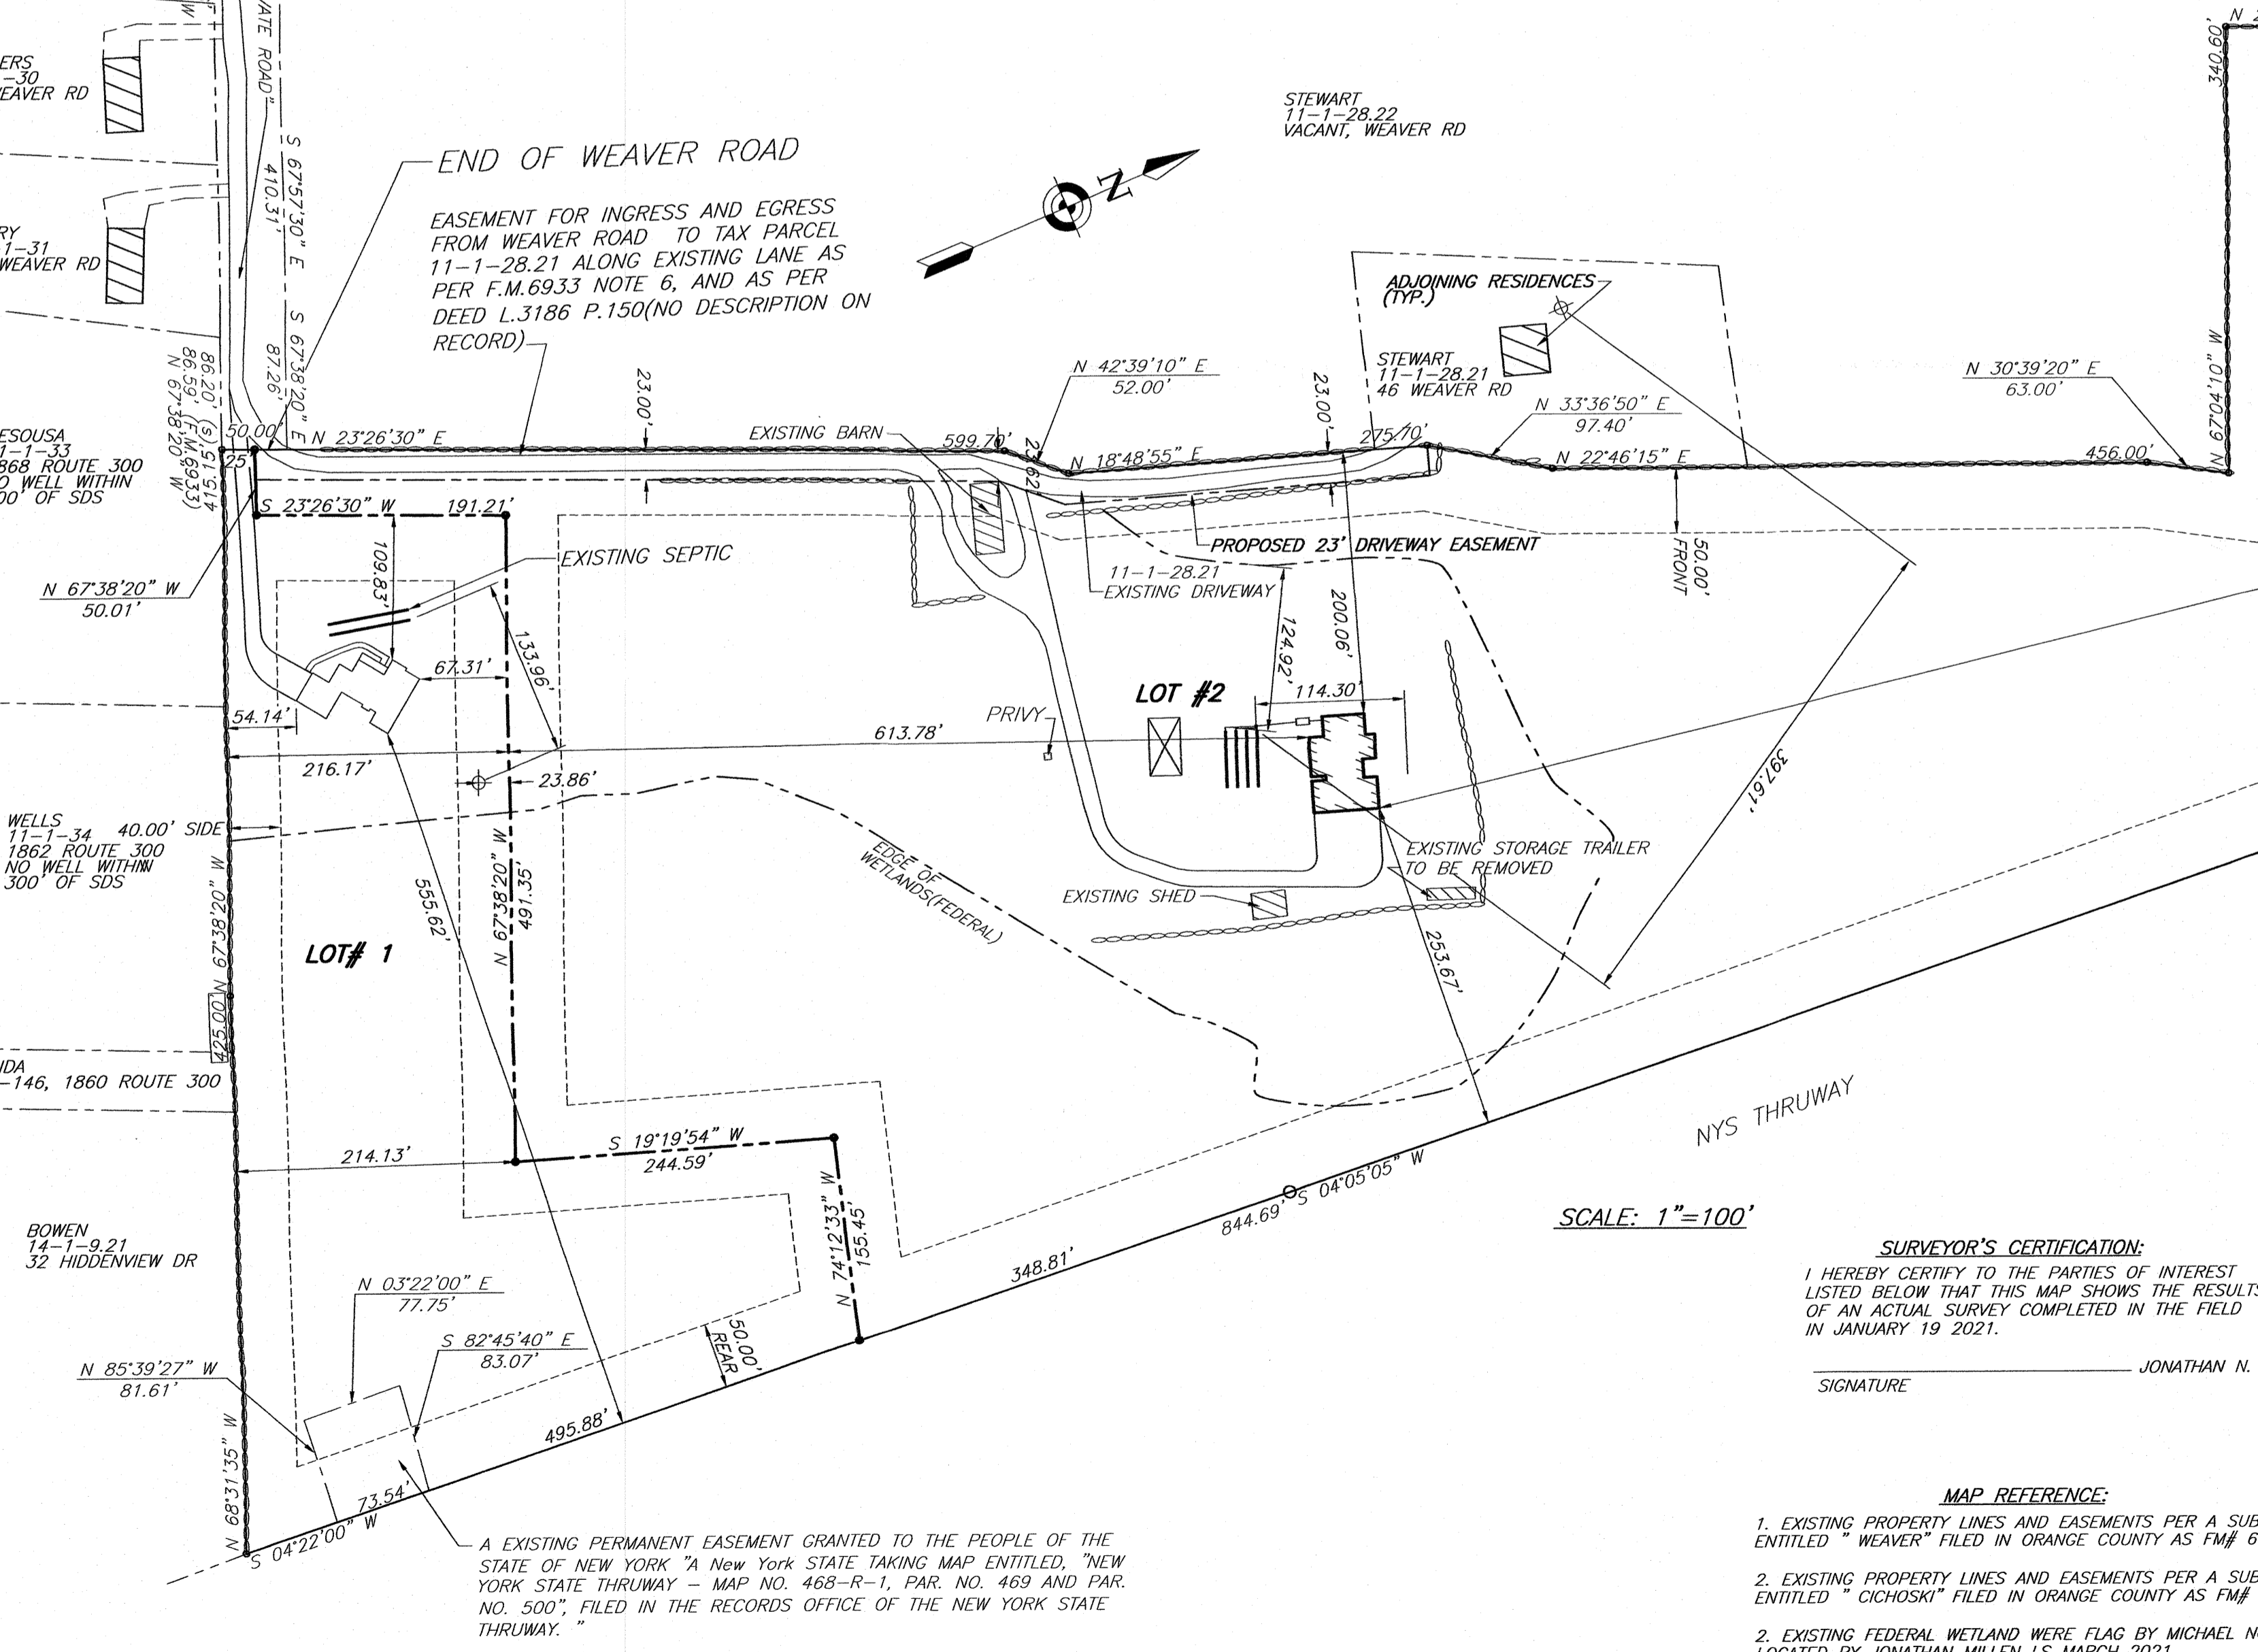 W
VATE ROAD"
N 2
340.60'
ERS
-30
EAVER RD
STEWART
11-1-28.22
VACANT, WEAVER RD
S 67°57'30" E
410.31'
END OF WEAVER ROAD
EASEMENT FOR INGRESS AND EGRESS
FROM WEAVER ROAD TO TAX PARCEL
11-1-28.21 ALONG EXISTING LANE AS
PER F.M.6933 NOTE 6, AND AS PER
DEED L.3186 P.150(NO DESCRIPTION ON
RECORD)
N
RY
1-31
WEAVER RD
ADJOINING RESIDENCES
(TYP.)
S 67°38'20" E
87.26'
86.20' (s)
86.59' (F.M.6933)
N 67°38'20" W
415.15'
23.00'
N 42°39'10" E
52.00'
23.00'
STEWART
11-1-28.21
46 WEAVER RD
N 30°39'20" E
63.00'
N 67°04'10" W
N 33°36'50" E
97.40'
ESOUSA
1-1-33
868 ROUTE 300
O WELL WITHIN
00' OF SDS
50.00'
25'
N 23°26'30" E
EXISTING BARN
599.70'
23.62'
N 18°48'55" E
275.70'
N 22°46'15" E
456.00'
S 23°26'30" W
191.21'
109.83'
EXISTING SEPTIC
PROPOSED 23' DRIVEWAY EASEMENT
11-1-28.21
EXISTING DRIVEWAY
50.00'
FRONT
N 67°38'20" W
50.01'
133.96'
124.92'
200.06'
67.31'
54.14'
216.17'
23.86'
613.78'
PRIVY
LOT #2
114.30'
397.61'
WELLS
11-1-34
1862 ROUTE 300
NO WELL WITHIN
300' OF SDS
40.00' SIDE
N 67°38'20" W
425.00'
555.62'
N 67°38'20" W
491.35'
EDGE OF
WETLANDS(FEDERAL)
EXISTING STORAGE TRAILER
TO BE REMOVED
EXISTING SHED
253.67'
LOT# 1
IDA
-146, 1860 ROUTE 300
214.13'
S 19°19'54" W
244.59'
N 74°12'33" W
155.45'
NYS THRUWAY
844.69'
S 04°05'05" W
348.81'
SCALE: 1"=100'
BOWEN
14-1-9.21
32 HIDDENVIEW DR
SURVEYOR'S CERTIFICATION:
I HEREBY CERTIFY TO THE PARTIES OF INTEREST
LISTED BELOW THAT THIS MAP SHOWS THE RESULTS
OF AN ACTUAL SURVEY COMPLETED IN THE FIELD
IN JANUARY 19 2021.
JONATHAN N.
SIGNATURE
N 03°22'00" E
77.75'
S 82°45'40" E
83.07'
50.00'
REAR
N 85°39'27" W
81.61'
495.88'
73.54'
N 68°31'35" W
S 04°22'00" W
A EXISTING PERMANENT EASEMENT GRANTED TO THE PEOPLE OF THE
STATE OF NEW YORK "A New York STATE TAKING MAP ENTITLED, "NEW
YORK STATE THRUWAY – MAP NO. 468-R-1, PAR. NO. 469 AND PAR.
NO. 500", FILED IN THE RECORDS OFFICE OF THE NEW YORK STATE
THRUWAY. "
MAP REFERENCE:
1. EXISTING PROPERTY LINES AND EASEMENTS PER A SUB
ENTITLED " WEAVER" FILED IN ORANGE COUNTY AS FM# 6
2. EXISTING PROPERTY LINES AND EASEMENTS PER A SUB
ENTITLED " CICHOSKI" FILED IN ORANGE COUNTY AS FM#
2. EXISTING FEDERAL WETLAND WERE FLAG BY MICHAEL N
LOCATED BY JONATHAN MILLEN LS MARCH 2021